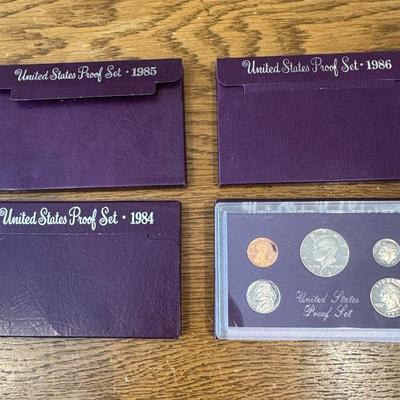 United States Proof Set · 1985
United States Proof Set · 1986
United States Proof Set · 1984
United States
Proof Set